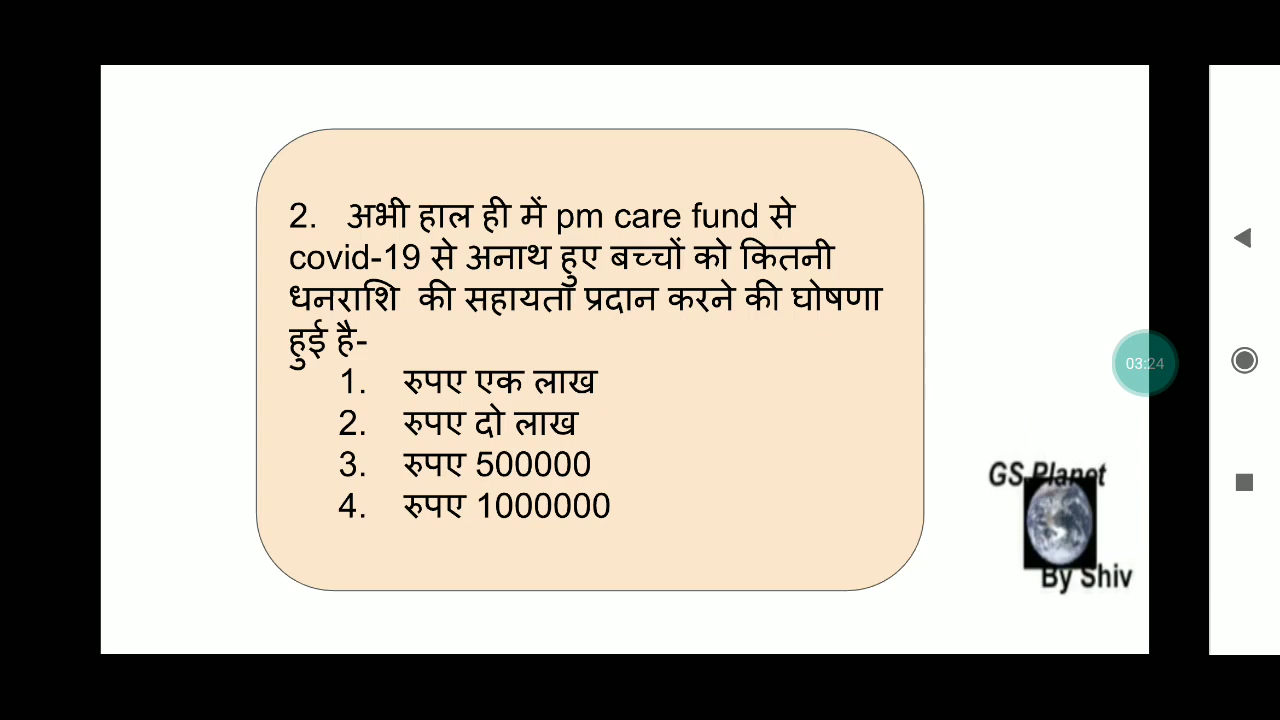 2. अभी हाल ही में pm care fund से
covid-19 से अनाथ हुए बच्चों को कितनी
धनराशि की सहायता प्रदान करने की घोषणा
हुई है-
1. रुपए एक लाख
2. रुपए दो लाख
3. रुपए 500000
4. रुपए 1000000
03:24
GS Planet
By Shiv